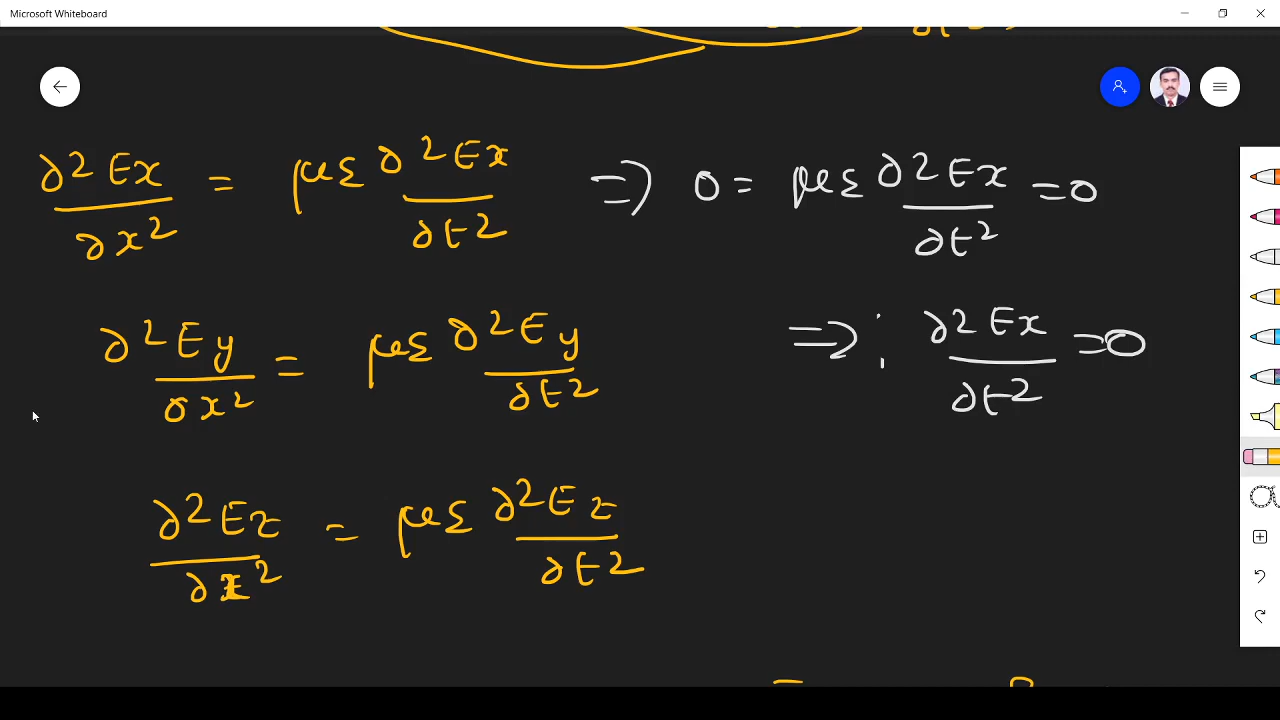 Microsoft Whiteboard
∂²Ex/∂x² = με ∂²Ex/∂t² => 0 = με ∂²Ex/∂t² = 0
∂²Ey/∂x² = με ∂²Ey/∂t² => ∴ ∂²Ex/∂t² = 0
∂²Ez/∂x² = με ∂²Ez/∂t²